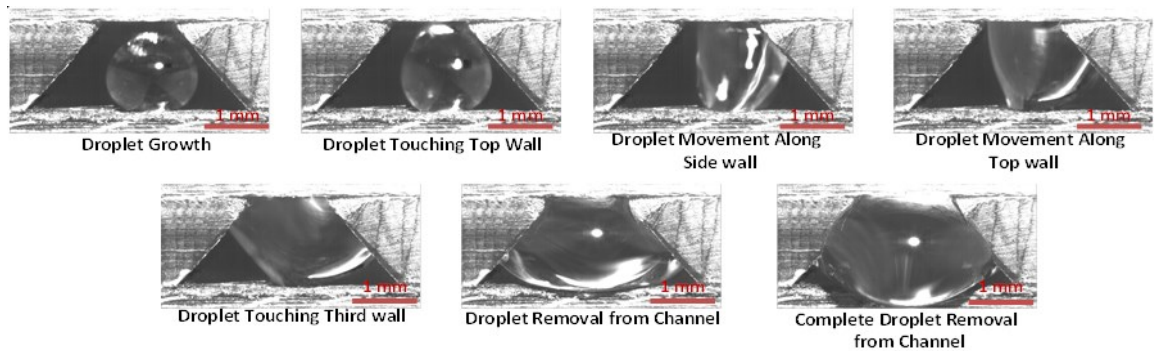 1 mm
1 mm
1 mm
1 mm
Droplet Growth
Droplet Touching Top Wall
Droplet Movement Along
Side wall
Droplet Movement Along
Top wall
1 mm
1 mm
1 mm
Droplet Touching Third wall
Droplet Removal from Channel
Complete Droplet Removal
from Channel